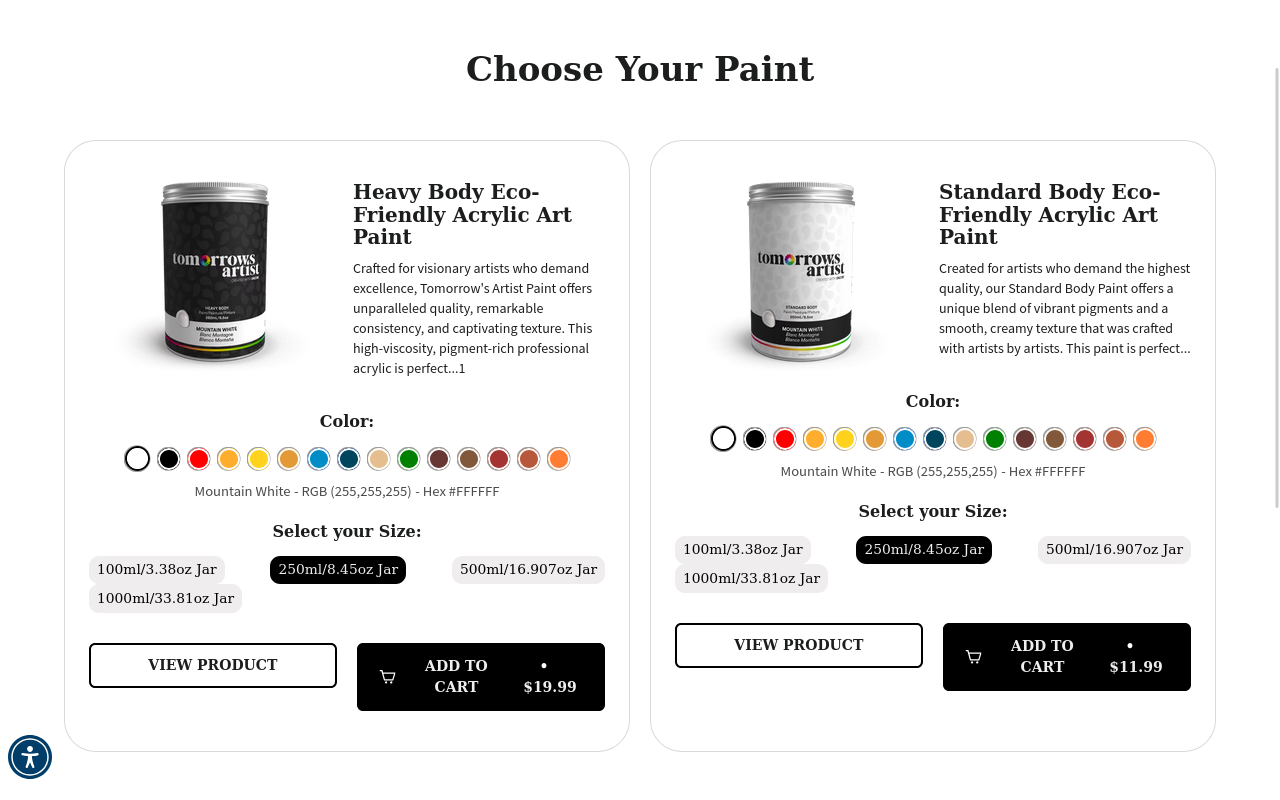 Choose Your Paint
tomorrow's
artist
HEAVY BODY
MOUNTAIN WHITE
Blanc Montagne
Blanco Montaña
Heavy Body Eco-
Friendly Acrylic Art
Paint
Crafted for visionary artists who demand
excellence, Tomorrow's Artist Paint offers
unparalleled quality, remarkable
consistency, and captivating texture. This
high-viscosity, pigment-rich professional
acrylic is perfect...1
Color:
Mountain White - RGB (255,255,255) - Hex #FFFFFF
Select your Size:
100ml/3.38oz Jar
250ml/8.45oz Jar
500ml/16.907oz Jar
1000ml/33.81oz Jar
VIEW PRODUCT
ADD TO
CART
•
$19.99
tomorrow's
artist
STANDARD BODY
MOUNTAIN WHITE
Blanc Montagne
Blanco Montaña
Standard Body Eco-
Friendly Acrylic Art
Paint
Created for artists who demand the highest
quality, our Standard Body Paint offers a
unique blend of vibrant pigments and a
smooth, creamy texture that was crafted
with artists by artists. This paint is perfect...
Color:
Mountain White - RGB (255,255,255) - Hex #FFFFFF
Select your Size:
100ml/3.38oz Jar
250ml/8.45oz Jar
500ml/16.907oz Jar
1000ml/33.81oz Jar
VIEW PRODUCT
ADD TO
CART
•
$11.99